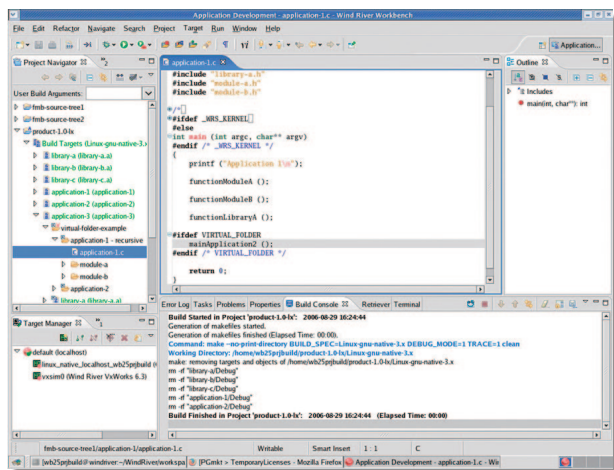 Application Development - application-1.c - Wind River Workbench
File Edit Refactor Navigate Search Project Target Run Window Help
Application...
Project Navigator
User Build Arguments:
fmb-source-tree1
fmb-source-tree2
product-1.0-lx
Build Targets (Linux-gnu-native-3.x
library-a (library-a.a)
library-b (library-b.a)
library-c (library-c.a)
application-1 (application-1)
application-2 (application-2)
application-3 (application-3)
virtual-folder-example
application-1 - recursive
application-1.c
module-a
module-b
application-2
library-a (library-a.a)
application-1.c
#include "library-a.h"
#include "module-a.h"
#include "module-b.h"
/*
#ifdef _WRS_KERNEL
#else
int main (int argc, char** argv)
#endif /* _WRS_KERNEL */
{
printf ("Application 1\n");
functionModuleA ();
functionModuleB ();
functionLibraryA ();
#ifdef VIRTUAL_FOLDER
mainApplication2 ();
#endif /* VIRTUAL_FOLDER */
return 0;
}
Outline
Includes
main(int, char**): int
Target Manager
default (localhost)
linux_native_localhost_wb25prjbuild (
vxsim0 (Wind River VxWorks 6.3)
Error Log Tasks Problems Properties Build Console Retriever Terminal
Build Started in Project 'product-1.0-lx': 2006-08-29 16:24:44
Generation of makefiles started.
Generation of makefiles finished (Elapsed Time: 00:00).
Command: make --no-print-directory BUILD_SPEC=Linux-gnu-native-3.x DEBUG_MODE=1 TRACE=1 clean
Working Directory: /home/wb25prjbuild/product-1.0-lx/Linux-gnu-native-3.x
make: removing targets and objects of /home/wb25prjbuild/product-1.0-lx/Linux-gnu-native-3.x
rm -rf "library-a/Debug"
rm -rf "library-b/Debug"
rm -rf "library-c/Debug"
rm -rf "application-1/Debug"
rm -rf "application-2/Debug"
Build Finished in Project 'product-1.0-lx': 2006-08-29 16:24:44 (Elapsed Time: 00:00)
fmb-source-tree1/application-1/application-1.c Writable Smart Insert 1 : 1 C
[wb25prjbuild@windriver:~/WindRiver/workspa [PGmkt > TemporaryLicenses - Mozilla Firefox Application Development - application-1.c - Wi